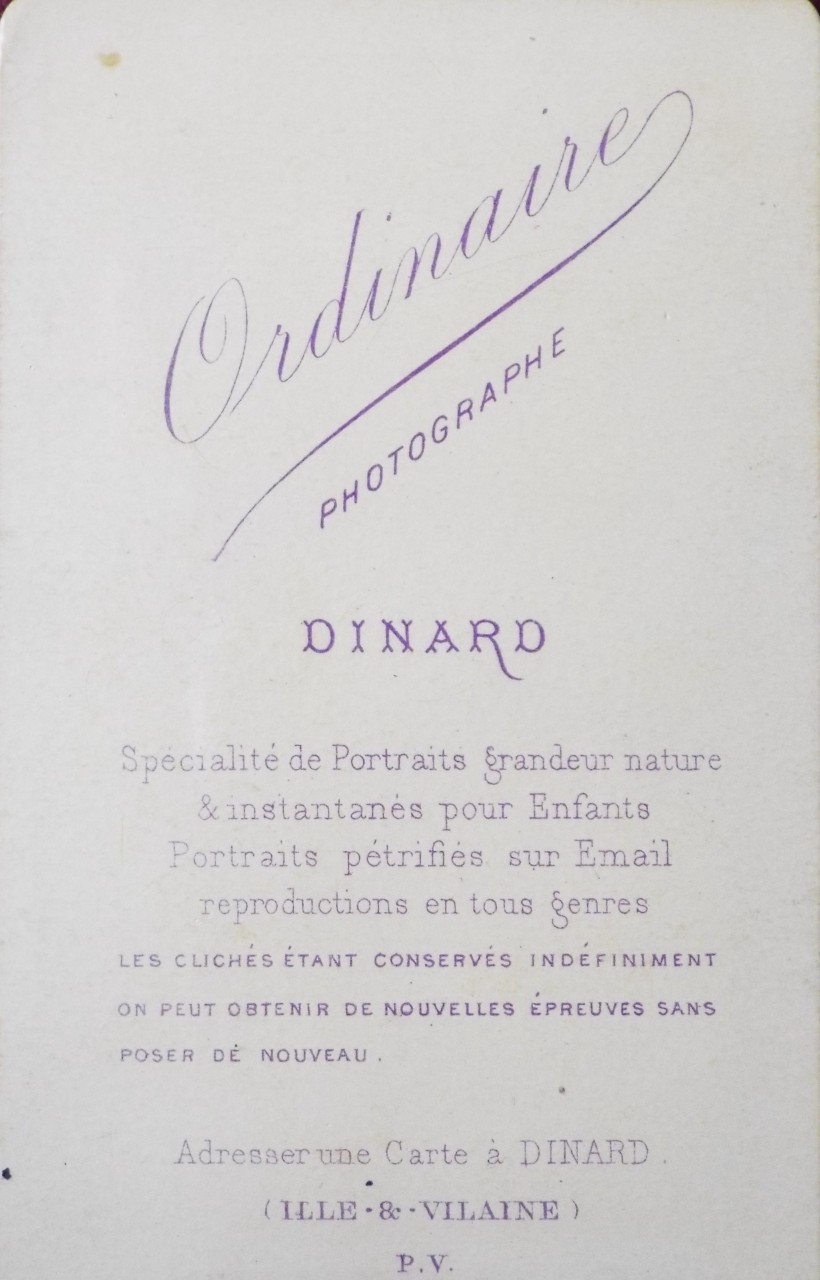 Ordinaire
PHOTOGRAPHE
DINARD
Spécialité de Portraits grandeur nature
& instantanés pour Enfants
Portraits pétrifiés sur Email
reproductions en tous genres
LES CLICHÉS ÉTANT CONSERVÉS INDÉFINIMENT
ON PEUT OBTENIR DE NOUVELLES ÉPREUVES SANS
POSER DÉ NOUVEAU.
Adresser une Carte à DINARD.
(ILLE-&-VILAINE)
P.V.